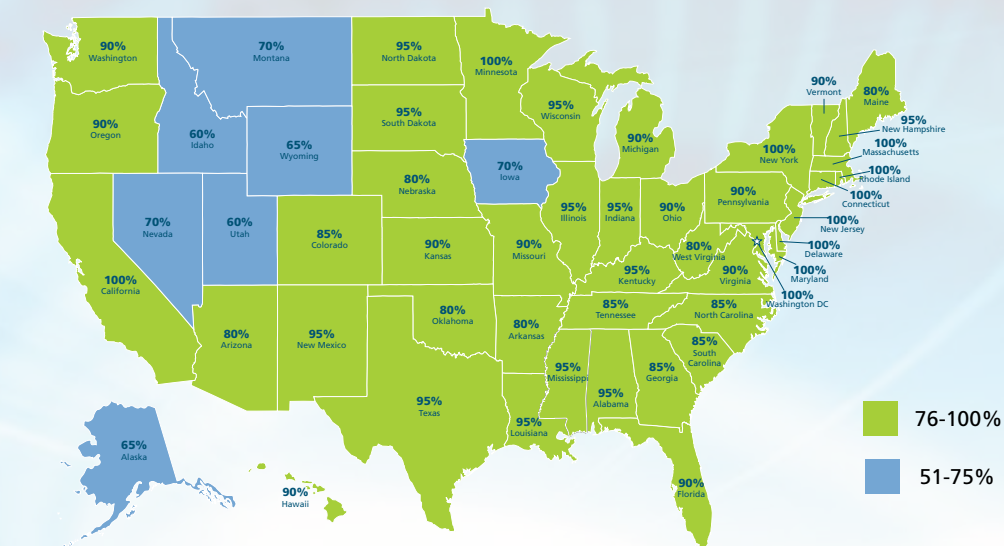 90%
Washington
70%
Montana
95%
North Dakota
100%
Minnesota
90%
Vermont
80%
Maine
95%
New Hampshire
95%
Wisconsin
90%
Oregon
60%
Idaho
65%
Wyoming
95%
South Dakota
90%
Michigan
100%
New York
100%
Massachusetts
100%
Rhode Island
100%
Connecticut
70%
Iowa
80%
Nebraska
90%
Pennsylvania
95%
Illinois
95%
Indiana
90%
Ohio
100%
New Jersey
70%
Nevada
60%
Utah
85%
Colorado
90%
Kansas
90%
Missouri
80%
West Virginia
100%
Delaware
95%
Kentucky
90%
Virginia
100%
Maryland
100%
California
100%
Washington DC
85%
Tennessee
85%
North Carolina
80%
Arizona
95%
New Mexico
80%
Oklahoma
80%
Arkansas
85%
South
Carolina
95%
Mississippi
95%
Alabama
85%
Georgia
95%
Texas
95%
Louisiana
76-100%
65%
Alaska
51-75%
90%
Hawaii
90%
Florida